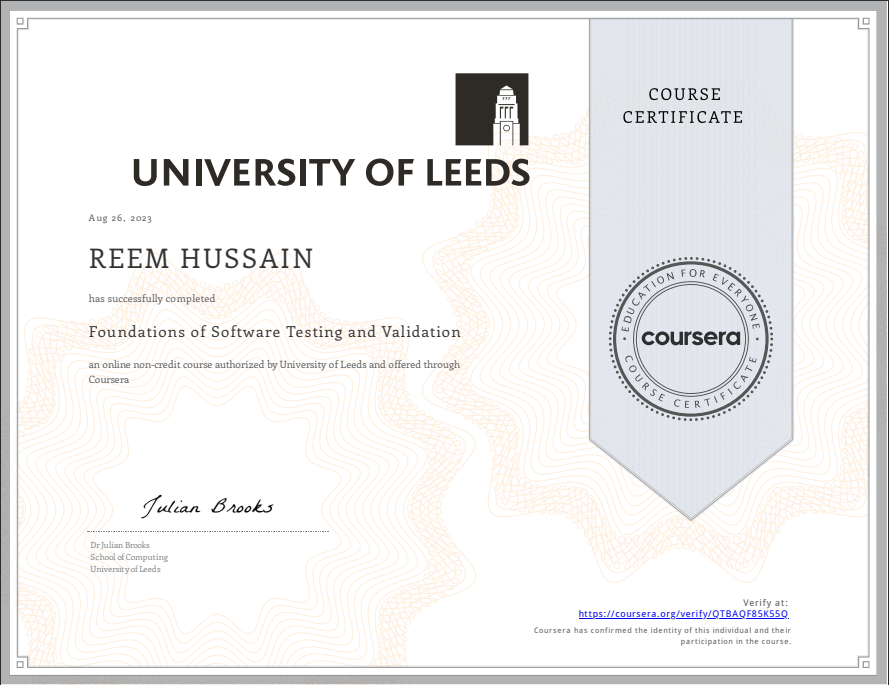 COURSE
CERTIFICATE
UNIVERSITY OF LEEDS
Aug 26, 2023
REEM HUSSAIN
has successfully completed
Foundations of Software Testing and Validation
an online non-credit course authorized by University of Leeds and offered through
Coursera
EDUCATION FOR EVERYONE
coursera
COURSE CERTIFICATE
Julian Brooks
Dr Julian Brooks
School of Computing
University of Leeds
Verify at:
https://coursera.org/verify/QTBAQF85K55Q
Coursera has confirmed the identity of this individual and their
participation in the course.